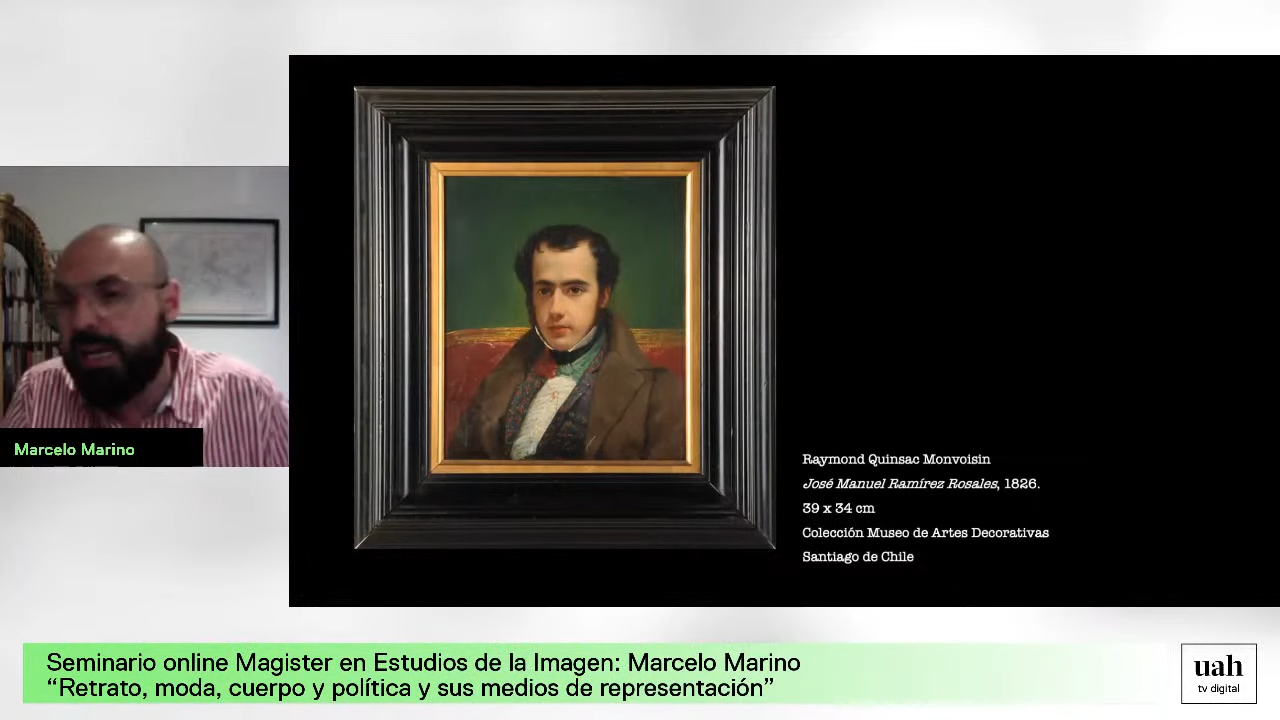 Marcelo Marino
Raymond Quinsac Monvoisin
José Manuel Ramírez Rosales, 1826.
39 x 34 cm
Colección Museo de Artes Decorativas
Santiago de Chile
Seminario online Magister en Estudios de la Imagen: Marcelo Marino
“Retrato, moda, cuerpo y política y sus medios de representación”
uah
tv digital